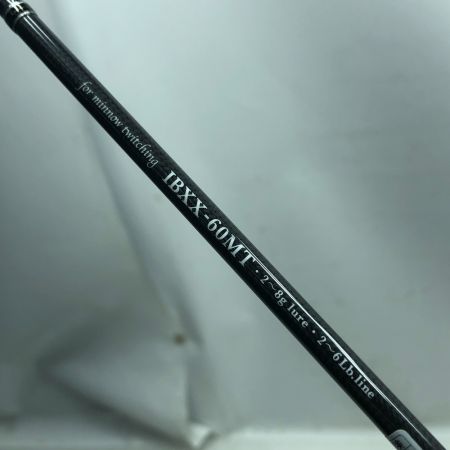 for minnow twitching IBXX-60MT・2~8g lure・2~6Lb.line